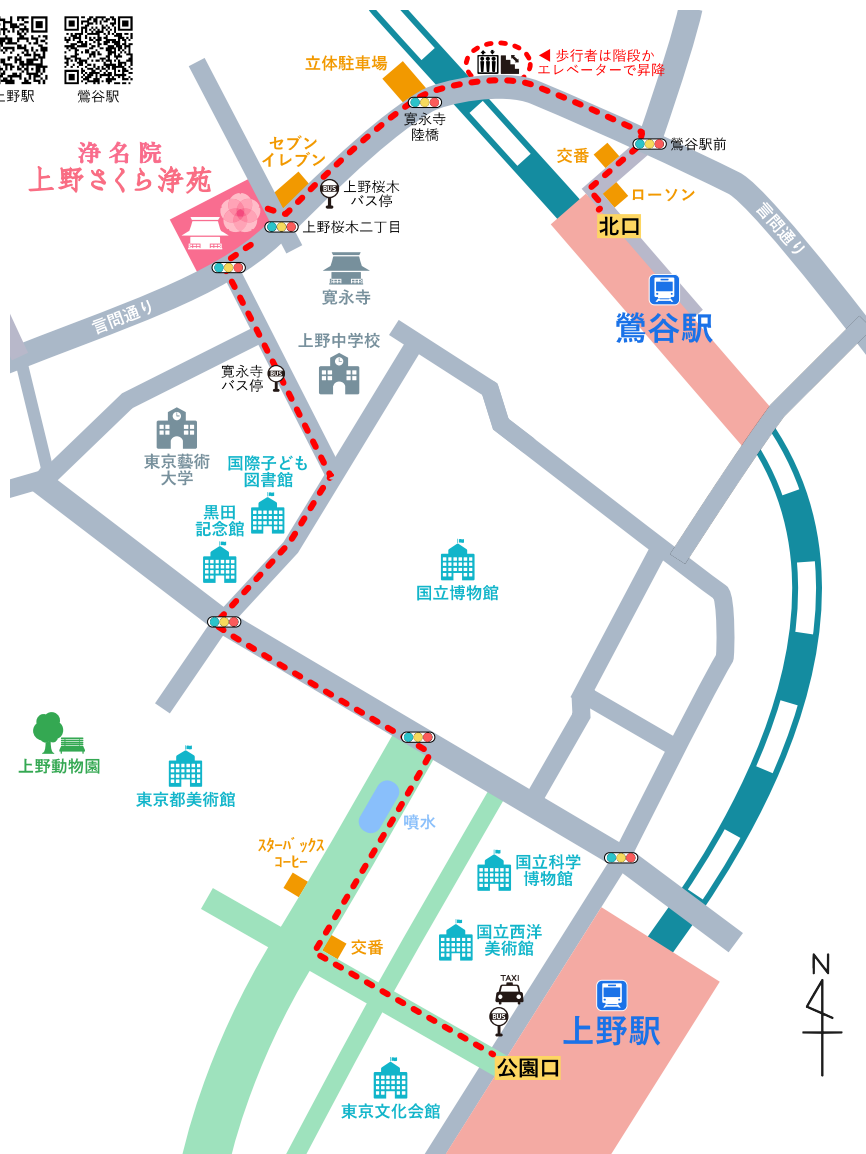 上野駅
鶯谷駅
立体駐車場
歩行者は階段か
エレベーターで昇降
寛永寺
陸橋
鶯谷駅前
セブン
イレブン
交番
浄名院
上野さくら浄苑
上野桜木
バス停
BUS
ローソン
北口
上野桜木二丁目
言問通り
寛永寺
鶯谷駅
言問通り
上野中学校
寛永寺
バス停
BUS
東京藝術
大学
国際子ども
図書館
黒田
記念館
国立博物館
上野動物園
東京都美術館
噴水
スターバックス
コーヒー
国立科学
博物館
交番
国立西洋
美術館
TAXI
BUS
上野駅
N
公園口
東京文化会館